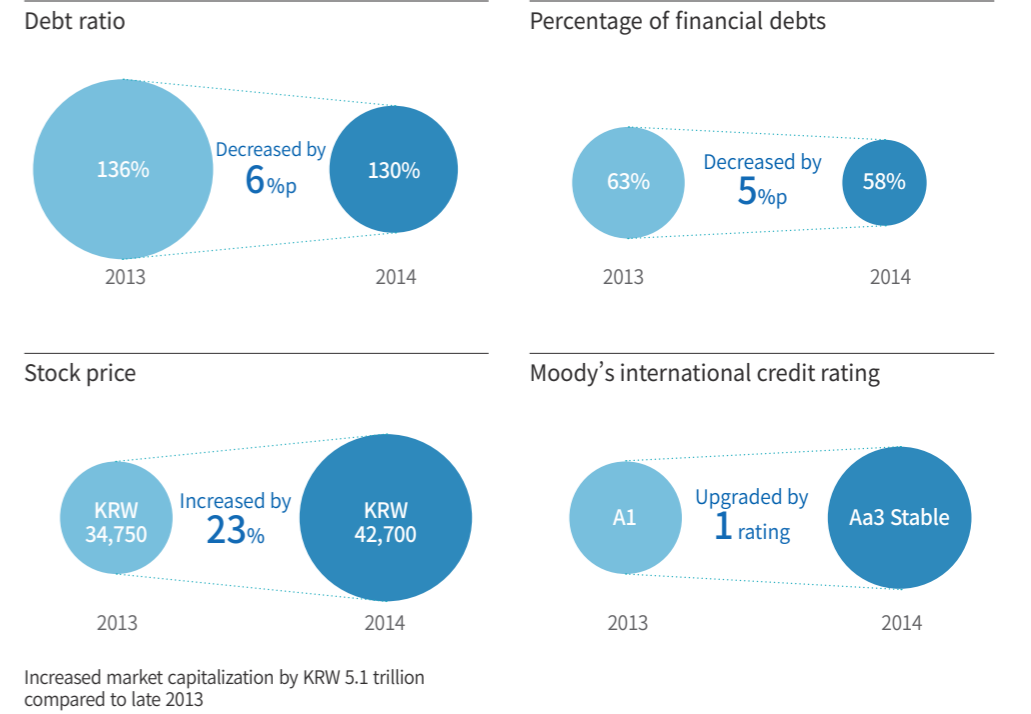 Debt ratio
136%
Decreased by
6%p
130%
2013
2014
Percentage of financial debts
63%
Decreased by
5%p
58%
2013
2014
Stock price
KRW
34,750
Increased by
23%
KRW
42,700
2013
2014
Increased market capitalization by KRW 5.1 trillion
compared to late 2013
Moody’s international credit rating
A1
Upgraded by
1 rating
Aa3 Stable
2013
2014